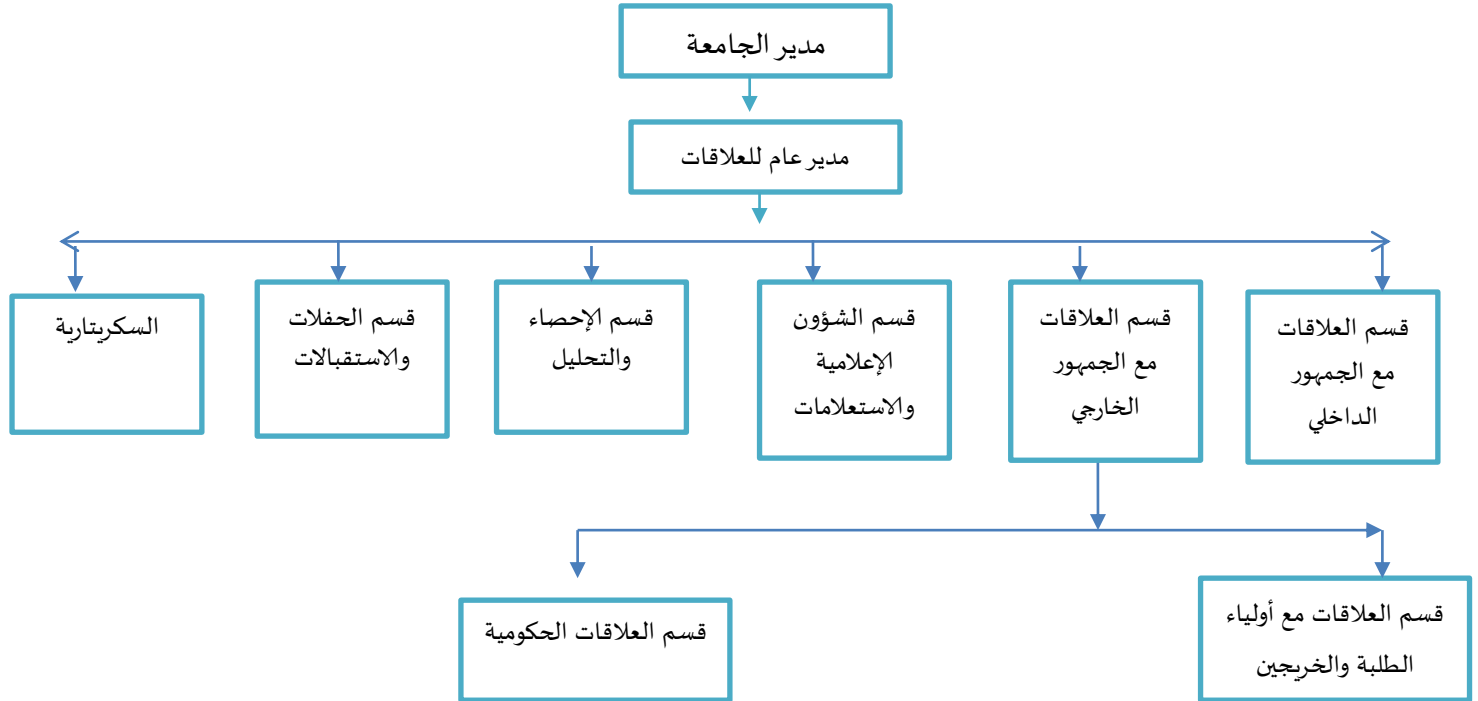 مدير الجامعة
مدير عام للعلاقات
قسم العلاقات
مع الجمهور
الداخلي
قسم العلاقات
مع الجمهور
الخارجي
قسم الشؤون
الإعلامية
والاستعلامات
قسم الإحصاء
والتحليل
قسم الحفلات
والاستقبالات
السكريتارية
قسم العلاقات مع أولياء
الطلبة والخريجين
قسم العلاقات الحكومية